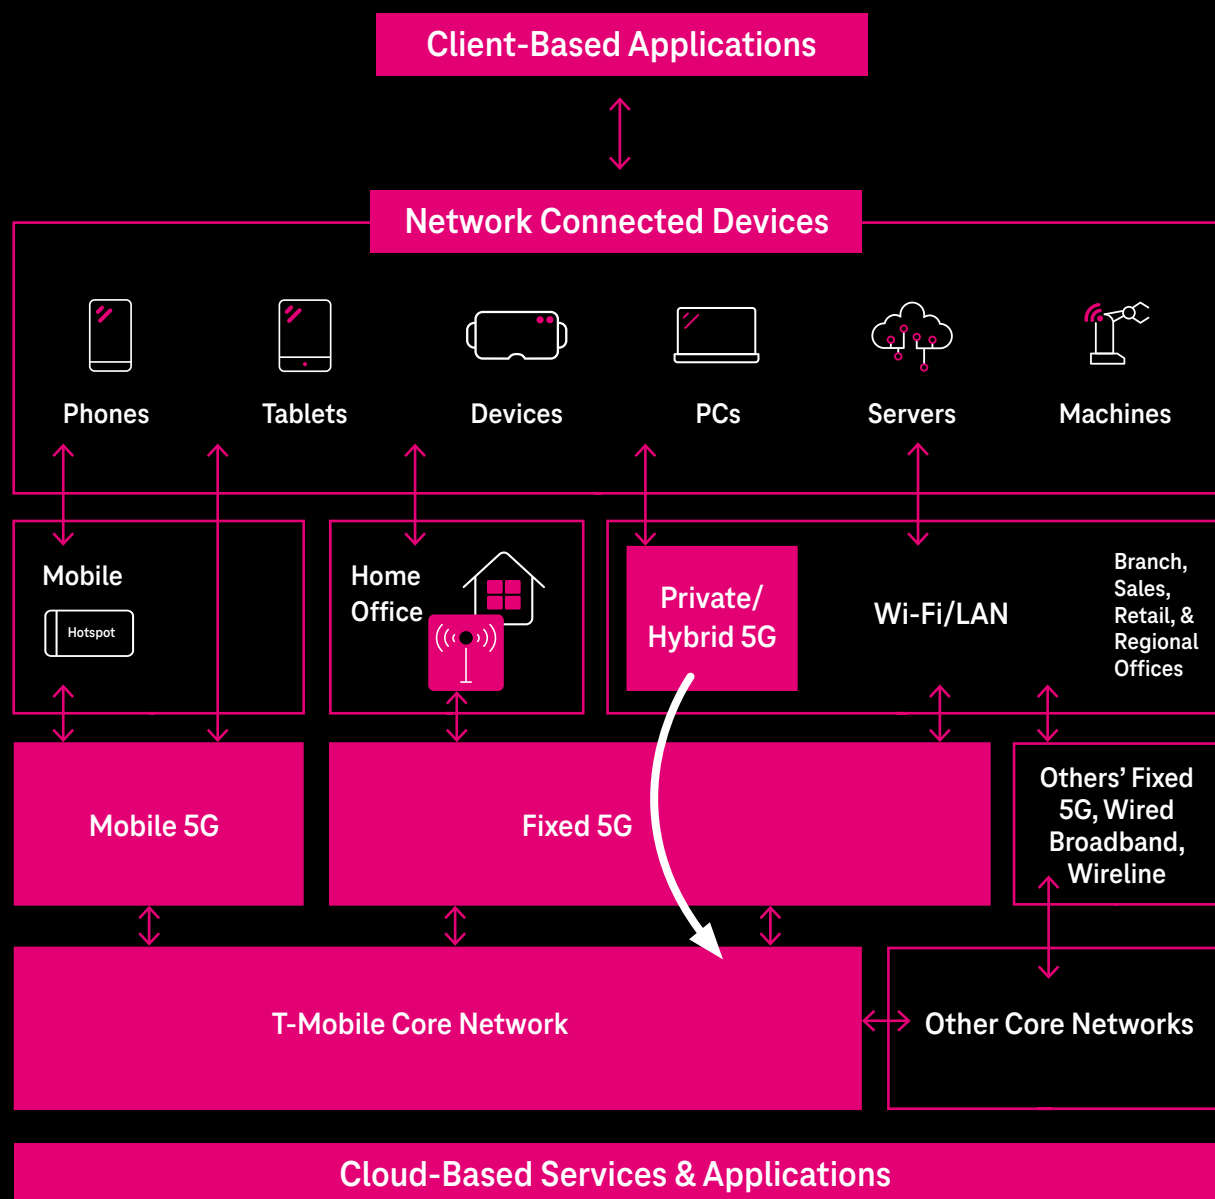 Client-Based Applications
Network Connected Devices
Phones
Tablets
Devices
PCs
Servers
Machines
Mobile
Hotspot
Home
Office
Private/
Hybrid 5G
Wi-Fi/LAN
Branch,
Sales,
Retail, &
Regional
Offices
Mobile 5G
Fixed 5G
Others’ Fixed
5G, Wired
Broadband,
Wireline
T-Mobile Core Network
Other Core Networks
Cloud-Based Services & Applications